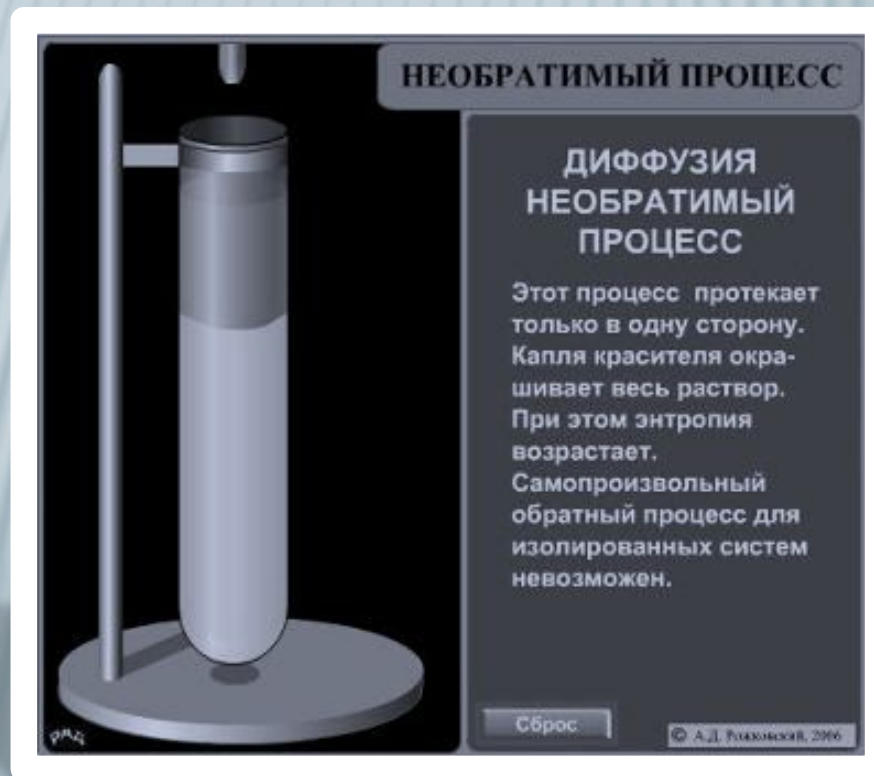 НЕОБРАТИМЫЙ ПРОЦЕСС
ДИФФУЗИЯ
НЕОБРАТИМЫЙ
ПРОЦЕСС
Этот процесс протекает
только в одну сторону.
Капля красителя окра-
шивает весь раствор.
При этом энтропия
возрастает.
Самопроизвольный
обратный процесс для
изолированных систем
невозможен.
Сброс
© А.Д. 2006